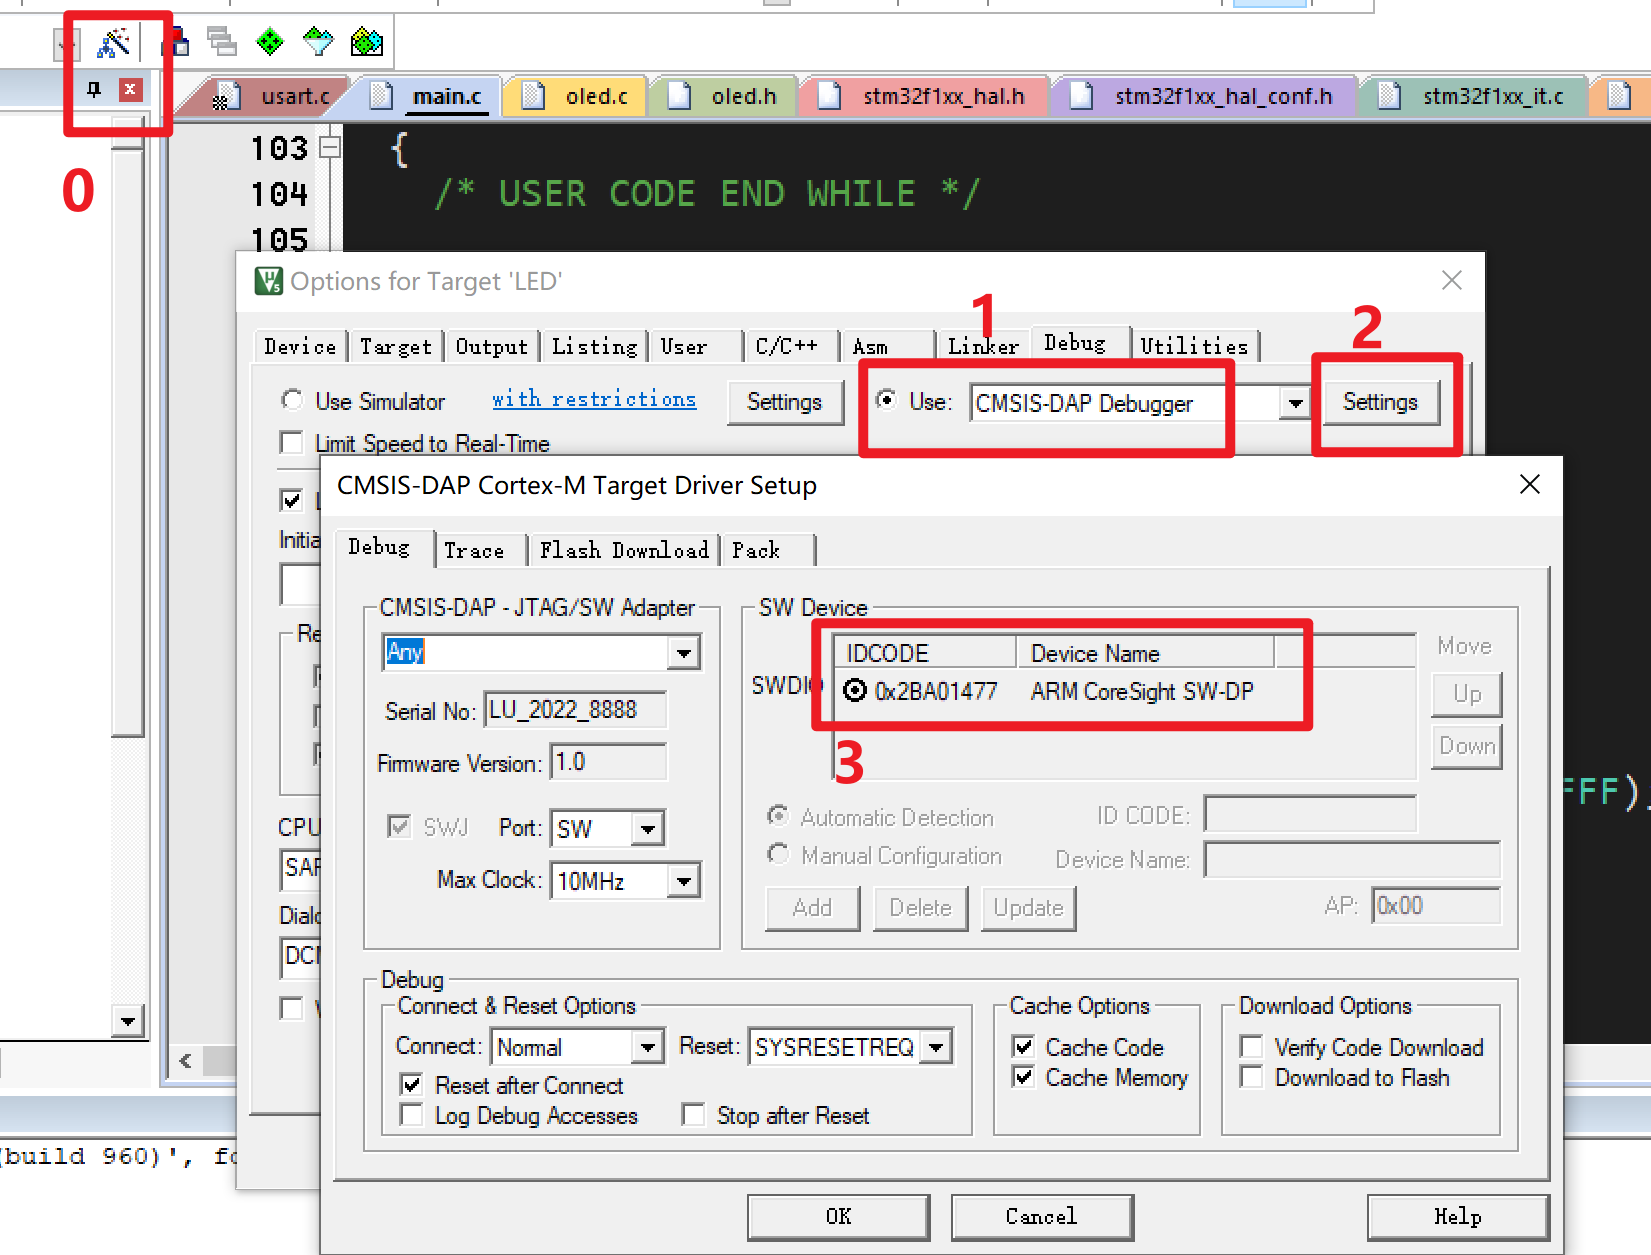 usart.c main.c oled.c oled.h stm32f1xx_hal.h stm32f1xx_hal_conf.h stm32f1xx_it.c
0
103 {
104 /* USER CODE END WHILE */
105
Options for Target 'LED'
1
2
Device Target Output Listing User C/C++ Asm Linker Debug Utilities
Use Simulator with restrictions Settings Use: CMSIS-DAP Debugger Settings
Limit Speed to Real-Time
CMSIS-DAP Cortex-M Target Driver Setup
Initia
Debug Trace Flash Download Pack
CMSIS-DAP - JTAG/SW Adapter
Any
Serial No: LU_2022_8888
Firmware Version: 1.0
SWJ Port: SW
Max Clock: 10MHz
SW Device
IDCODE Device Name
SWDIO 0x2BA01477 ARM CoreSight SW-DP
3
Move
Up
Down
Automatic Detection ID CODE:
Manual Configuration Device Name:
Add Delete Update AP: 0x00
FFF)
Re
CPU
SAR
Dialo
DCM
Debug
Connect & Reset Options
Connect: Normal Reset: SYSRESETREQ
Reset after Connect
Log Debug Accesses Stop after Reset
Cache Options
Cache Code
Cache Memory
Download Options
Verify Code Download
Download to Flash
(build 960)', fo
OK Cancel Help